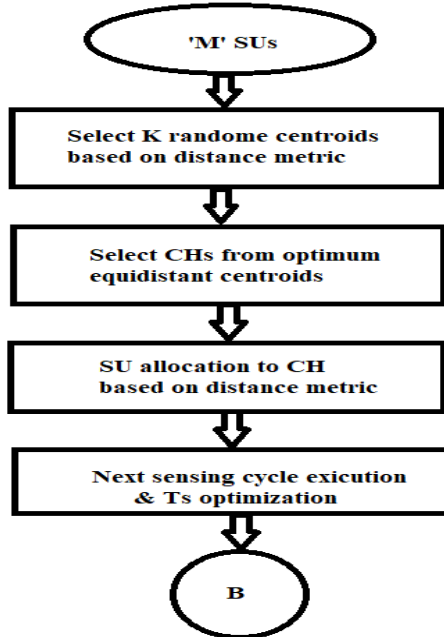 'M' SUs
Select K randome centroids
based on distance metric
Select CHs from optimum
equidistant centroids
SU allocation to CH
based on distance metric
Next sensing cycle exicution
& Ts optimization
B